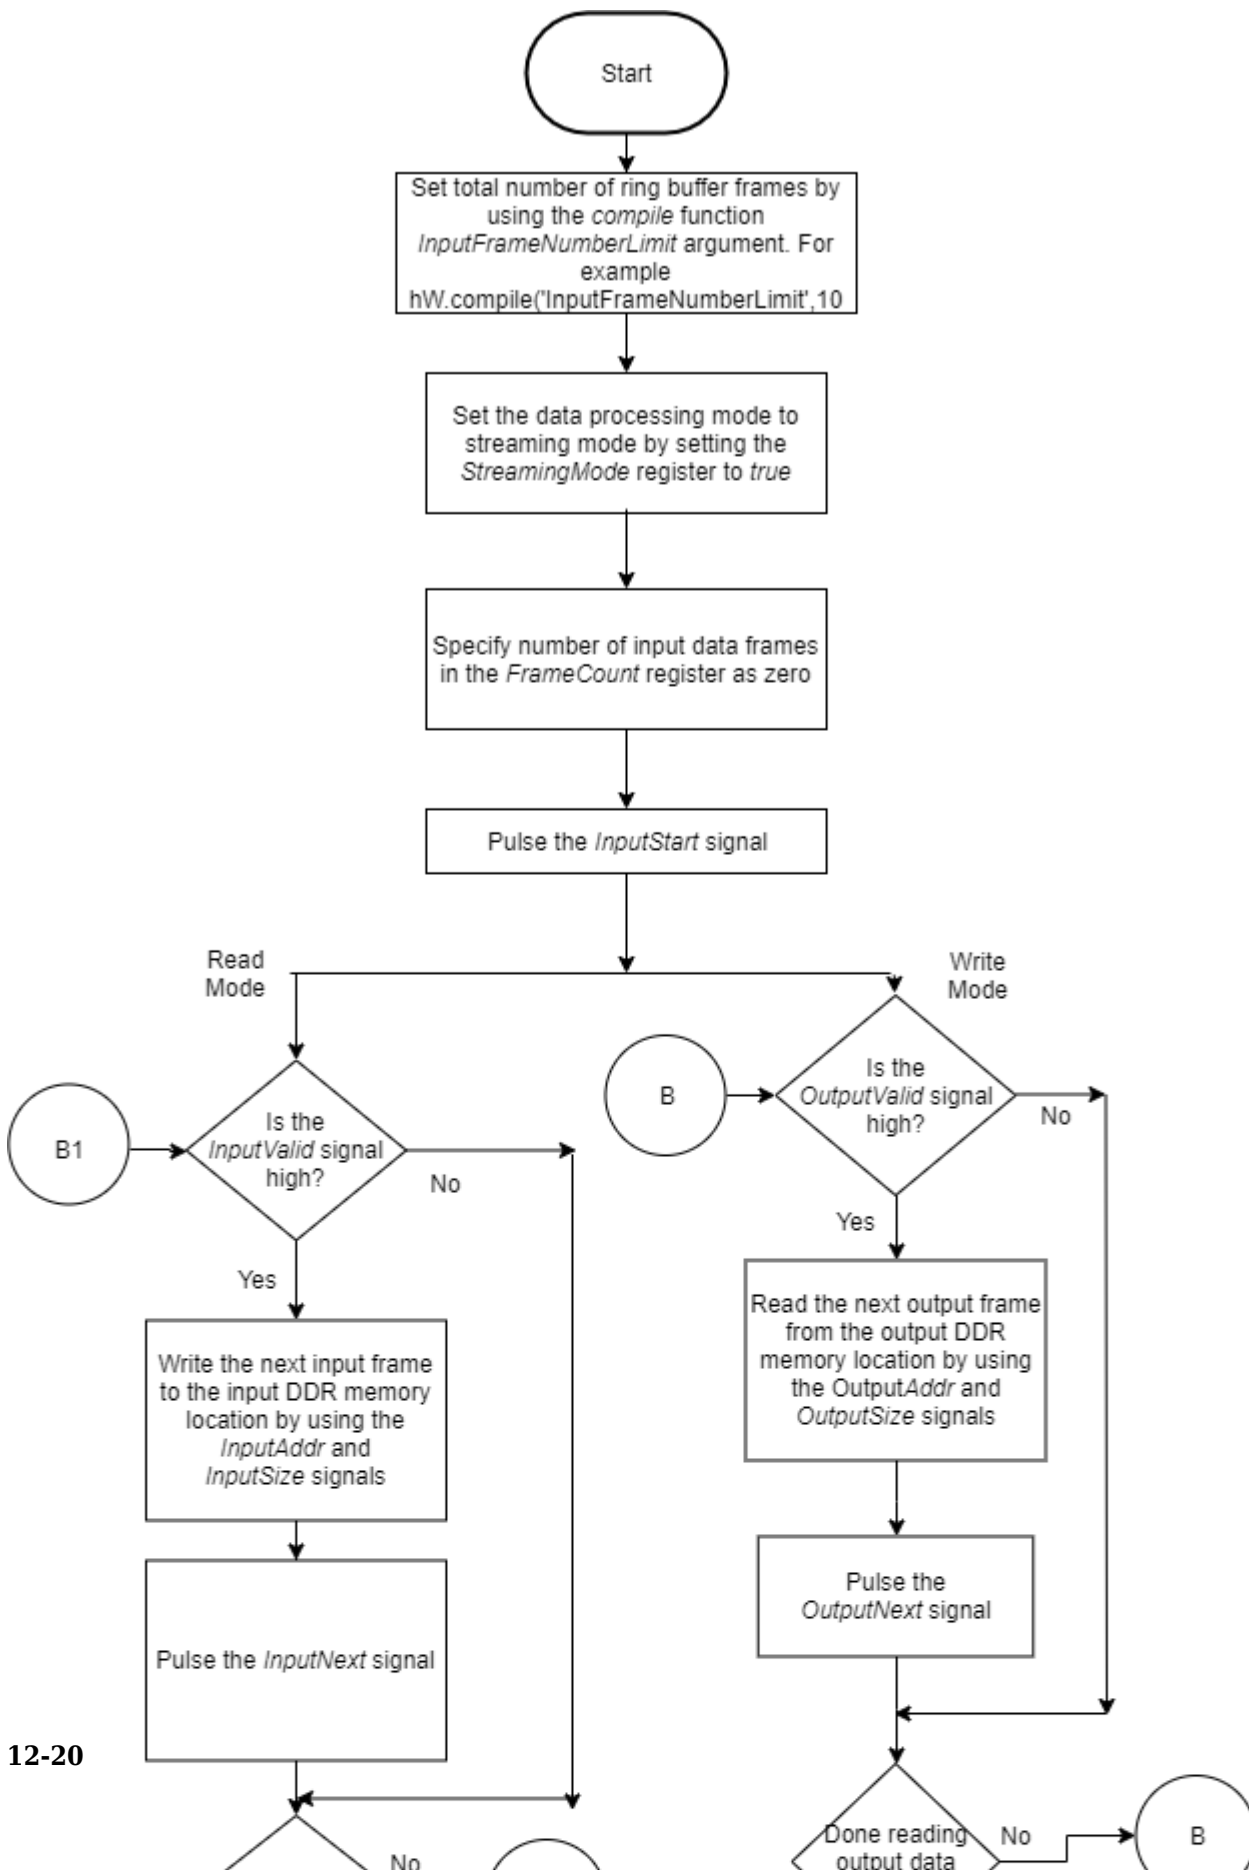 Start
Set total number of ring buffer frames by
using the compile function
InputFrameNumberLimit argument. For
example
hW.compile('InputFrameNumberLimit',10
Set the data processing mode to
streaming mode by setting the
StreamingMode register to true
Specify number of input data frames
in the FrameCount register as zero
Pulse the InputStart signal
Read
Mode
Write
Mode
B1
Is the
InputValid signal
high?
No
Yes
B
Is the
OutputValid signal
high?
No
Yes
Write the next input frame
to the input DDR memory
location by using the
InputAddr and
InputSize signals
Read the next output frame
from the output DDR
memory location by using
the OutputAddr and
OutputSize signals
Pulse the InputNext signal
Pulse the
OutputNext signal
12-20
No
Done reading
output data
No
B